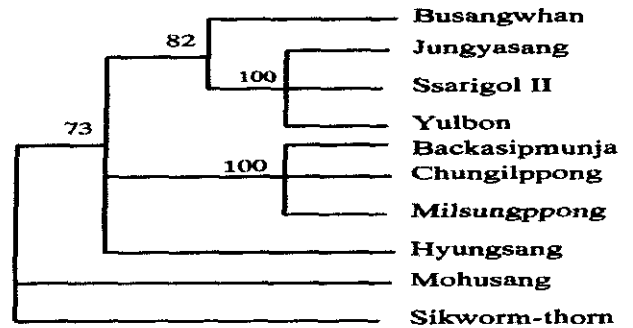 Busangwhan
82
Jungyasang
100
Ssarigol II
73
Yulbon
Backasipmunja
100
Chungilppong
Milsungppong
Hyungsang
Mohusang
Sikworm-thorn